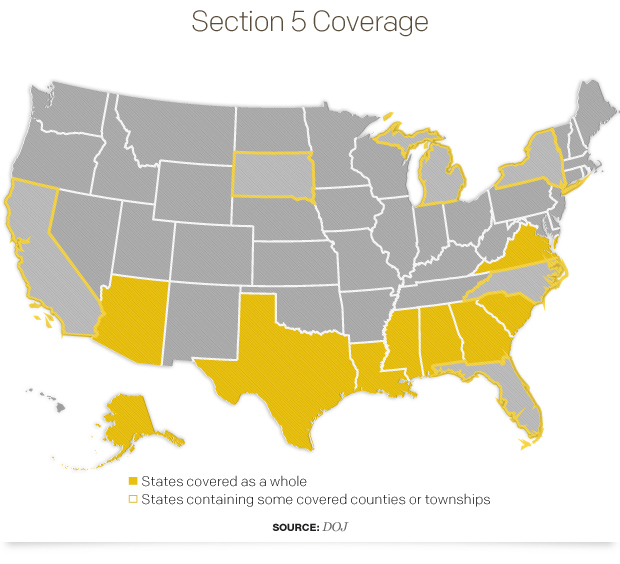 Section 5 Coverage
States covered as a whole
States containing some covered counties or townships
SOURCE: DOJ